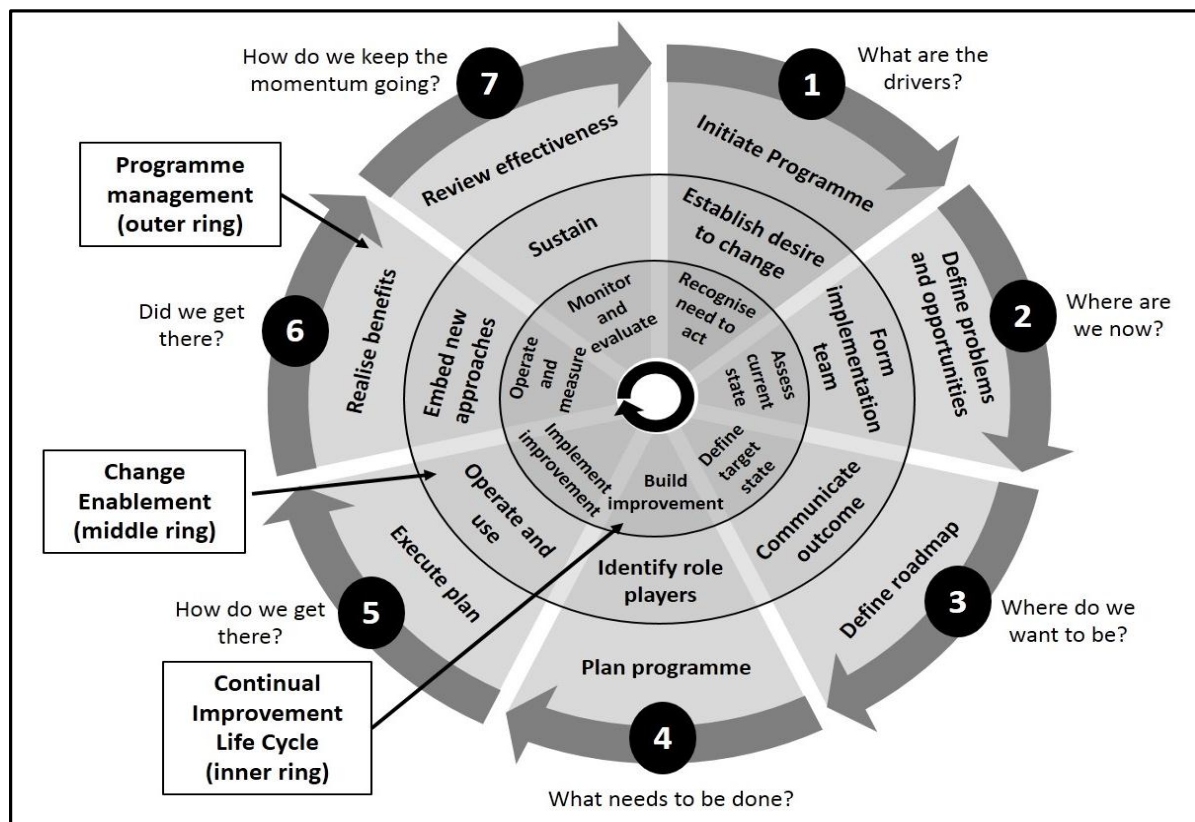 How do we keep the
momentum going?
7
1
What are the
drivers?
Review effectiveness
Initiate Programme
Programme
management
(outer ring)
Sustain
Establish desire
to change
Define problems
and opportunities
2
Where are
we now?
Did we get
there?
6
Realise benefits
Embed new
approaches
Operate
and
measure
Monitor
and
evaluate
Recognise
need to
act
Assess
current
state
Form
implementation
team
Change
Enablement
(middle ring)
Implement
improvement
Build
improvement
Define
target
state
Operate and
use
Identify role
players
Communicate
outcome
Execute plan
Plan programme
Define roadmap
How do we get
there?
5
3
Where do we
want to be?
Continual
Improvement
Life Cycle
(inner ring)
4
What needs to be done?